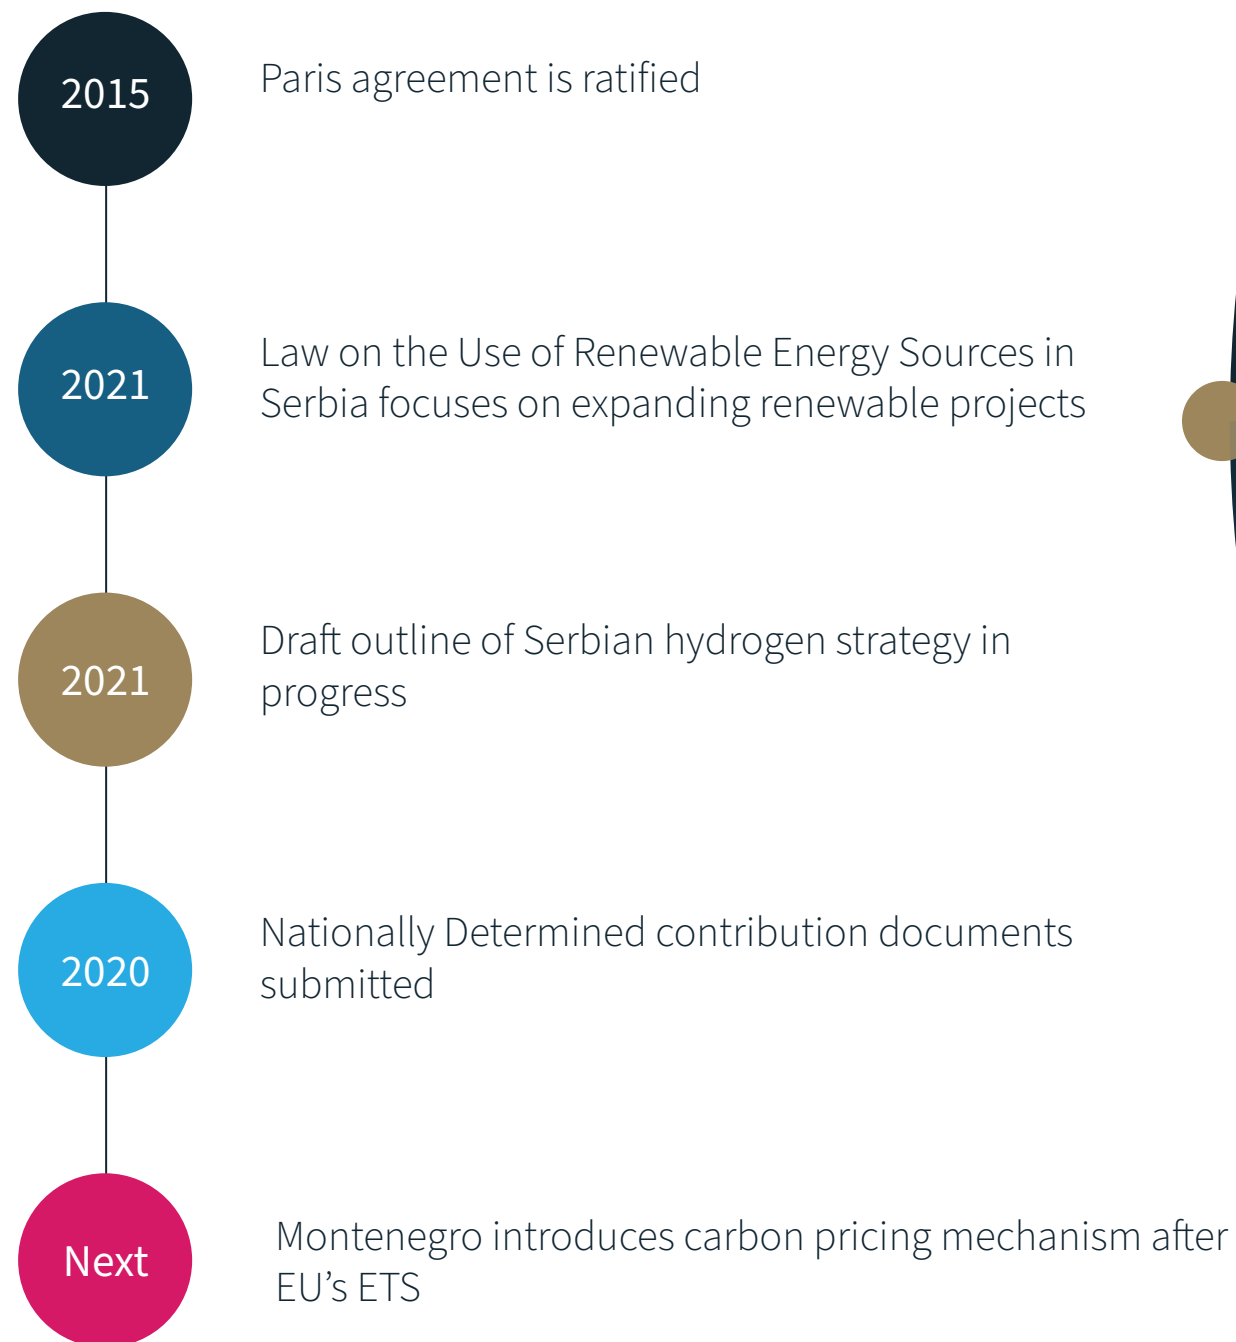 2015
Paris agreement is ratified
2021
Law on the Use of Renewable Energy Sources in
Serbia focuses on expanding renewable projects
2021
Draft outline of Serbian hydrogen strategy in
progress
2020
Nationally Determined contribution documents
submitted
Next
Montenegro introduces carbon pricing mechanism after
EU’s ETS